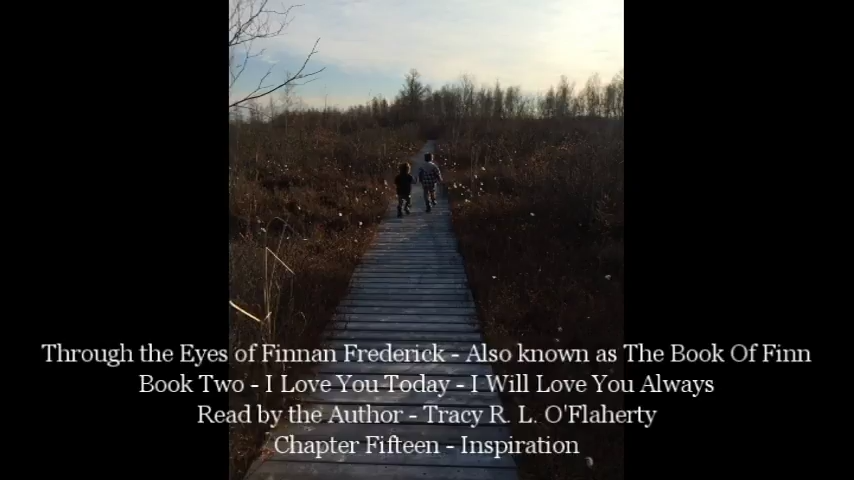 Through the Eyes of Finnan Frederick - Also known as The Book Of Finn
Book Two - I Love You Today - I Will Love You Always
Read by the Author - Tracy R. L. O'Flaherty
Chapter Fifteen - Inspiration